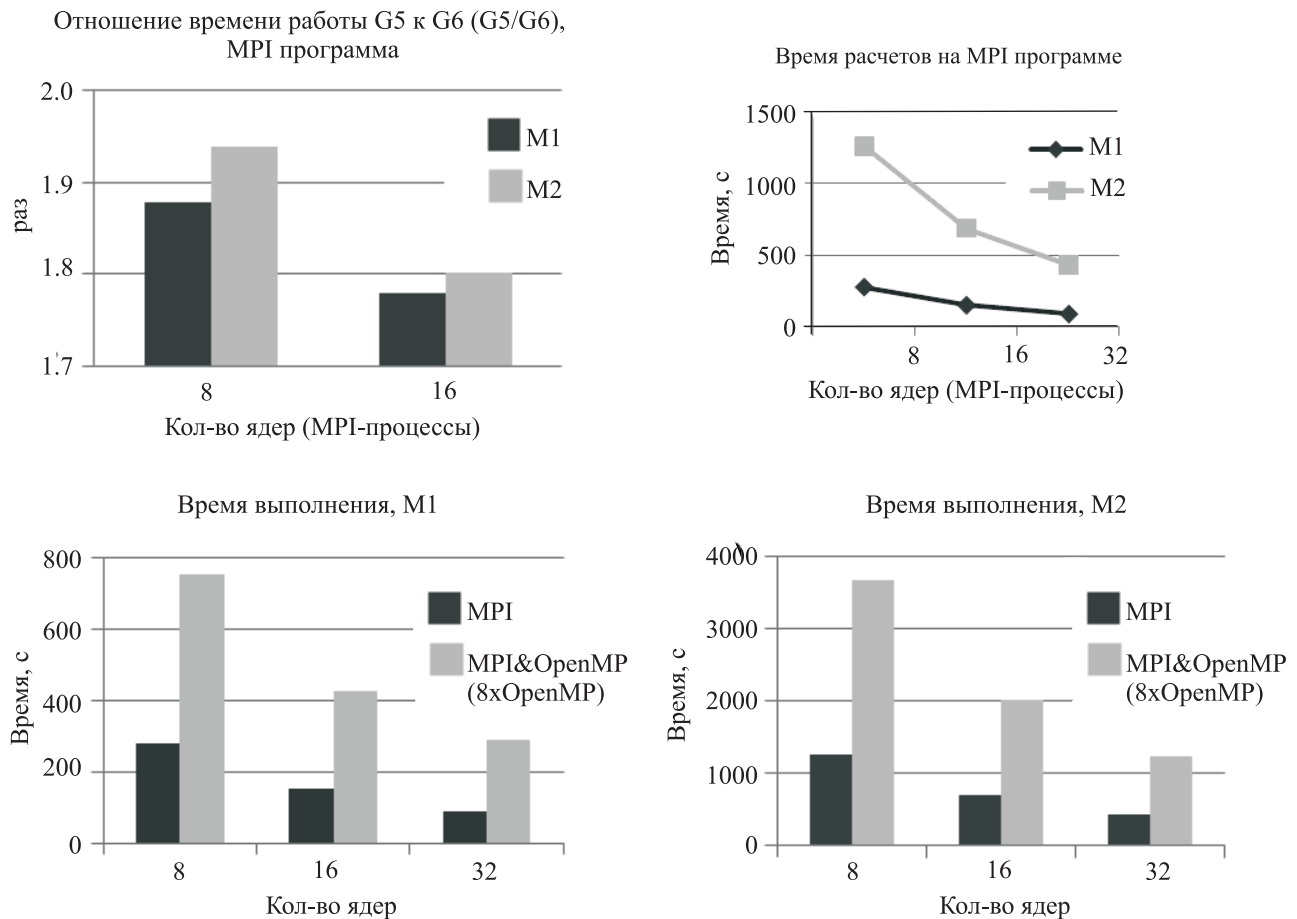 Отношение времени работы G5 к G6 (G5/G6),
MPI программа
2.0
1.9
1.8
1.7
раз
M1
M2
8
16
Кол-во ядер (MPI-процессы)
Время расчетов на MPI программе
1500
1000
500
0
Время, с
M1
M2
8
16
32
Кол-во ядер (MPI-процессы)
Время выполнения, M1
800
600
400
200
0
Время, с
MPI
MPI&OpenMP
(8xOpenMP)
8
16
32
Кол-во ядер
Время выполнения, M2
4000
3000
2000
1000
0
Время, с
MPI
MPI&OpenMP
(8xOpenMP)
8
16
32
Кол-во ядер